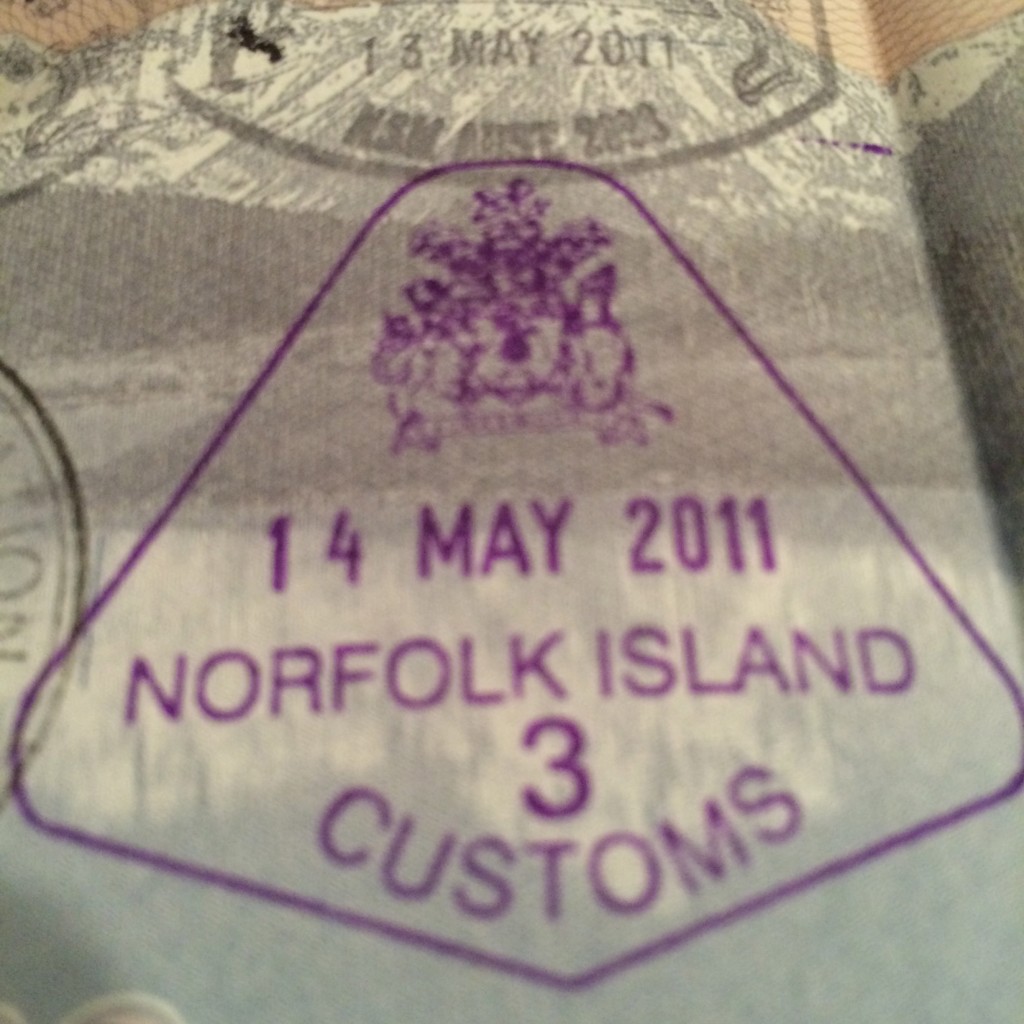 13 MAY 2011
14 MAY 2011
NORFOLK ISLAND
3
CUSTOMS